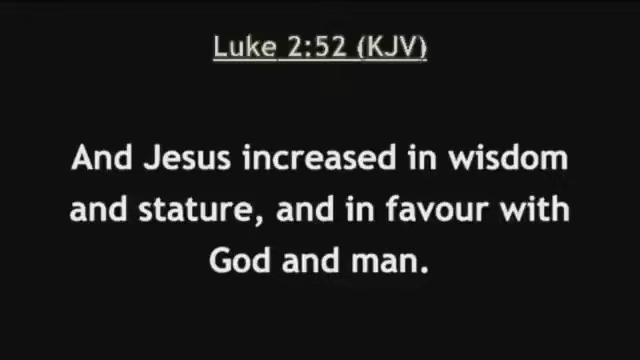 Luke 2:52 (KJV)
And Jesus increased in wisdom
and stature, and in favour with
God and man.